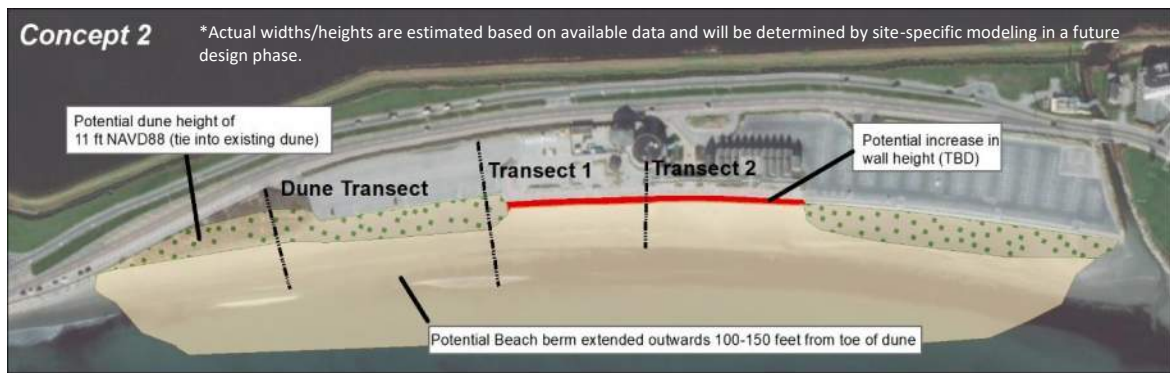 Concept 2
*Actual widths/heights are estimated based on available data and will be determined by site-specific modeling in a future
design phase.
Potential dune height of
11 ft NAVD88 (tie into existing dune)
Potential increase in
wall height (TBD)
Dune Transect
Transect 1
Transect 2
Potential Beach berm extended outwards 100-150 feet from toe of dune